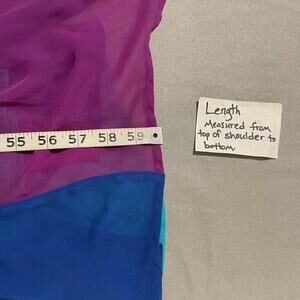 55 56 57 58 59
Length
Measured from
top of shoulder to
bottom.